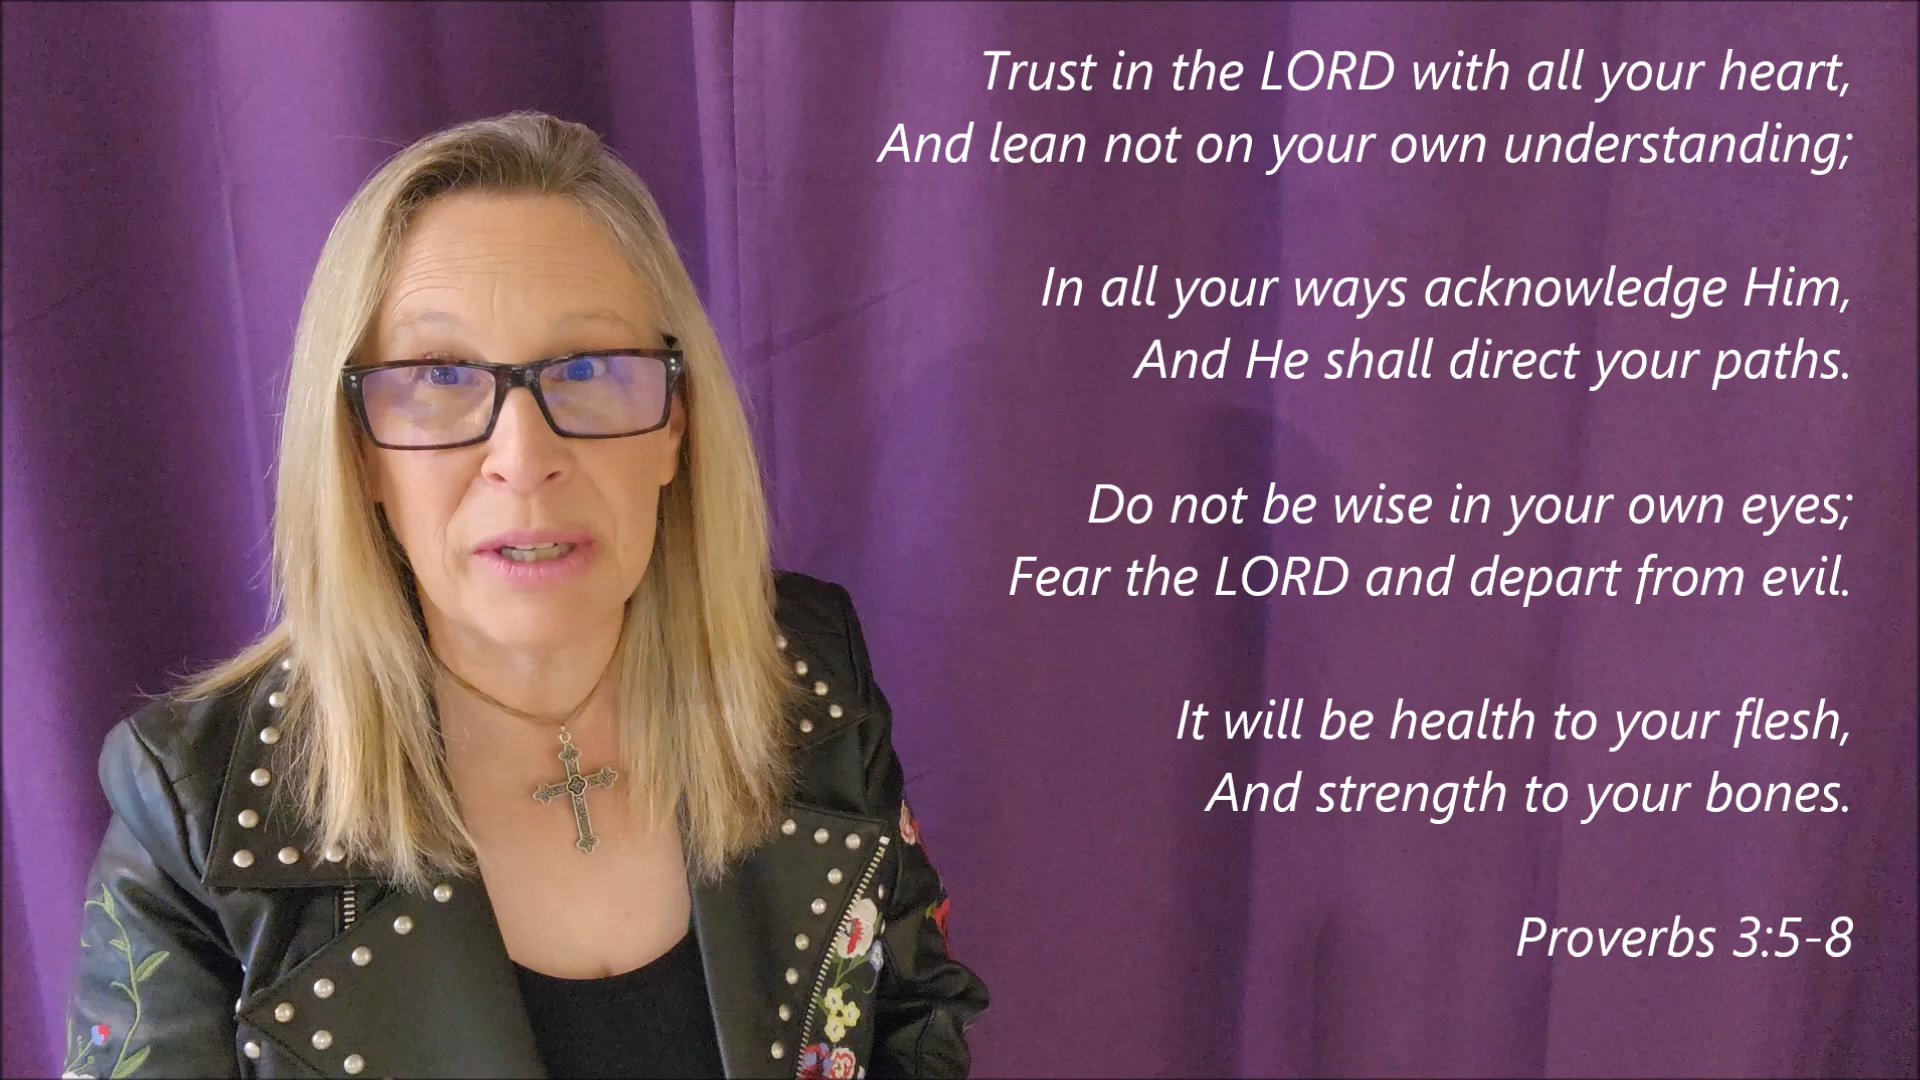 Trust in the LORD with all your heart,
And lean not on your own understanding;
In all your ways acknowledge Him,
And He shall direct your paths.
Do not be wise in your own eyes;
Fear the LORD and depart from evil.
It will be health to your flesh,
And strength to your bones.
Proverbs 3:5-8